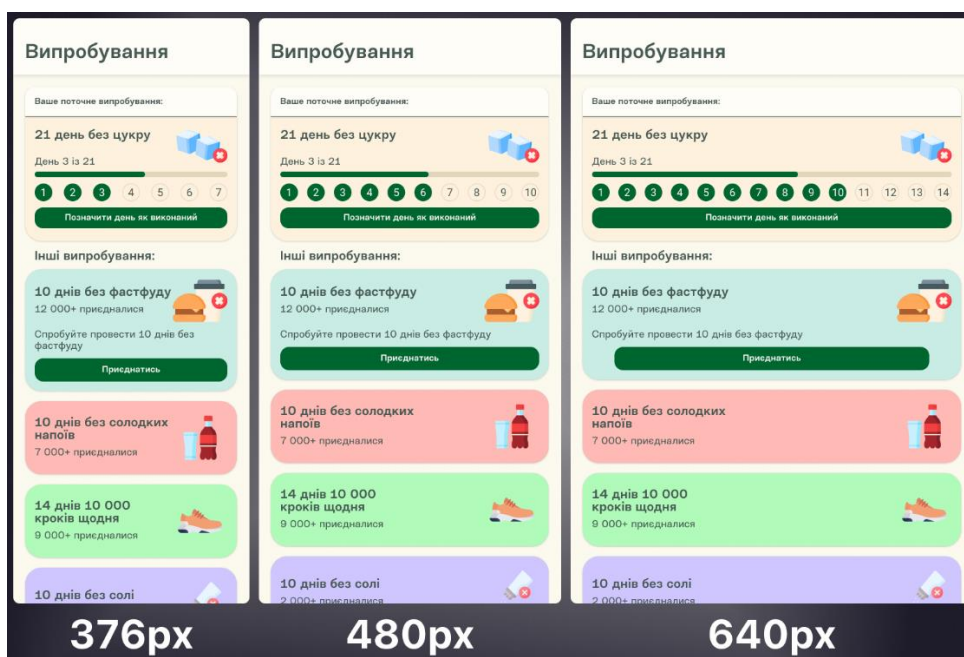 Випробування
Ваше поточне випробування:
21 день без цукру
День 3 із 21
1 2 3 4 5 6 7
Позначити день як виконаний
Інші випробування:
10 днів без фастфуду
12 000+ приєдналися
Спробуйте провести 10 днів без
фастфуду
Приєднатись
10 днів без солодких
напоїв
7 000+ приєдналися
14 днів 10 000
кроків щодня
9 000+ приєдналися
10 днів без солі
376px
Випробування
Ваше поточне випробування:
21 день без цукру
День 3 із 21
1 2 3 4 5 6 7 8 9 10
Позначити день як виконаний
Інші випробування:
10 днів без фастфуду
12 000+ приєдналися
Спробуйте провести 10 днів без фастфуду
Приєднатись
10 днів без солодких
напоїв
7 000+ приєдналися
14 днів 10 000
кроків щодня
9 000+ приєдналися
10 днів без солі
2 000+ приєдналися
480px
Випробування
Ваше поточне випробування:
21 день без цукру
День 3 із 21
1 2 3 4 5 6 7 8 9 10 11 12 13 14
Позначити день як виконаний
Інші випробування:
10 днів без фастфуду
12 000+ приєдналися
Спробуйте провести 10 днів без фастфуду
Приєднатись
10 днів без солодких
напоїв
7 000+ приєдналися
14 днів 10 000
кроків щодня
9 000+ приєдналися
10 днів без солі
2 000+ приєдналися
640px